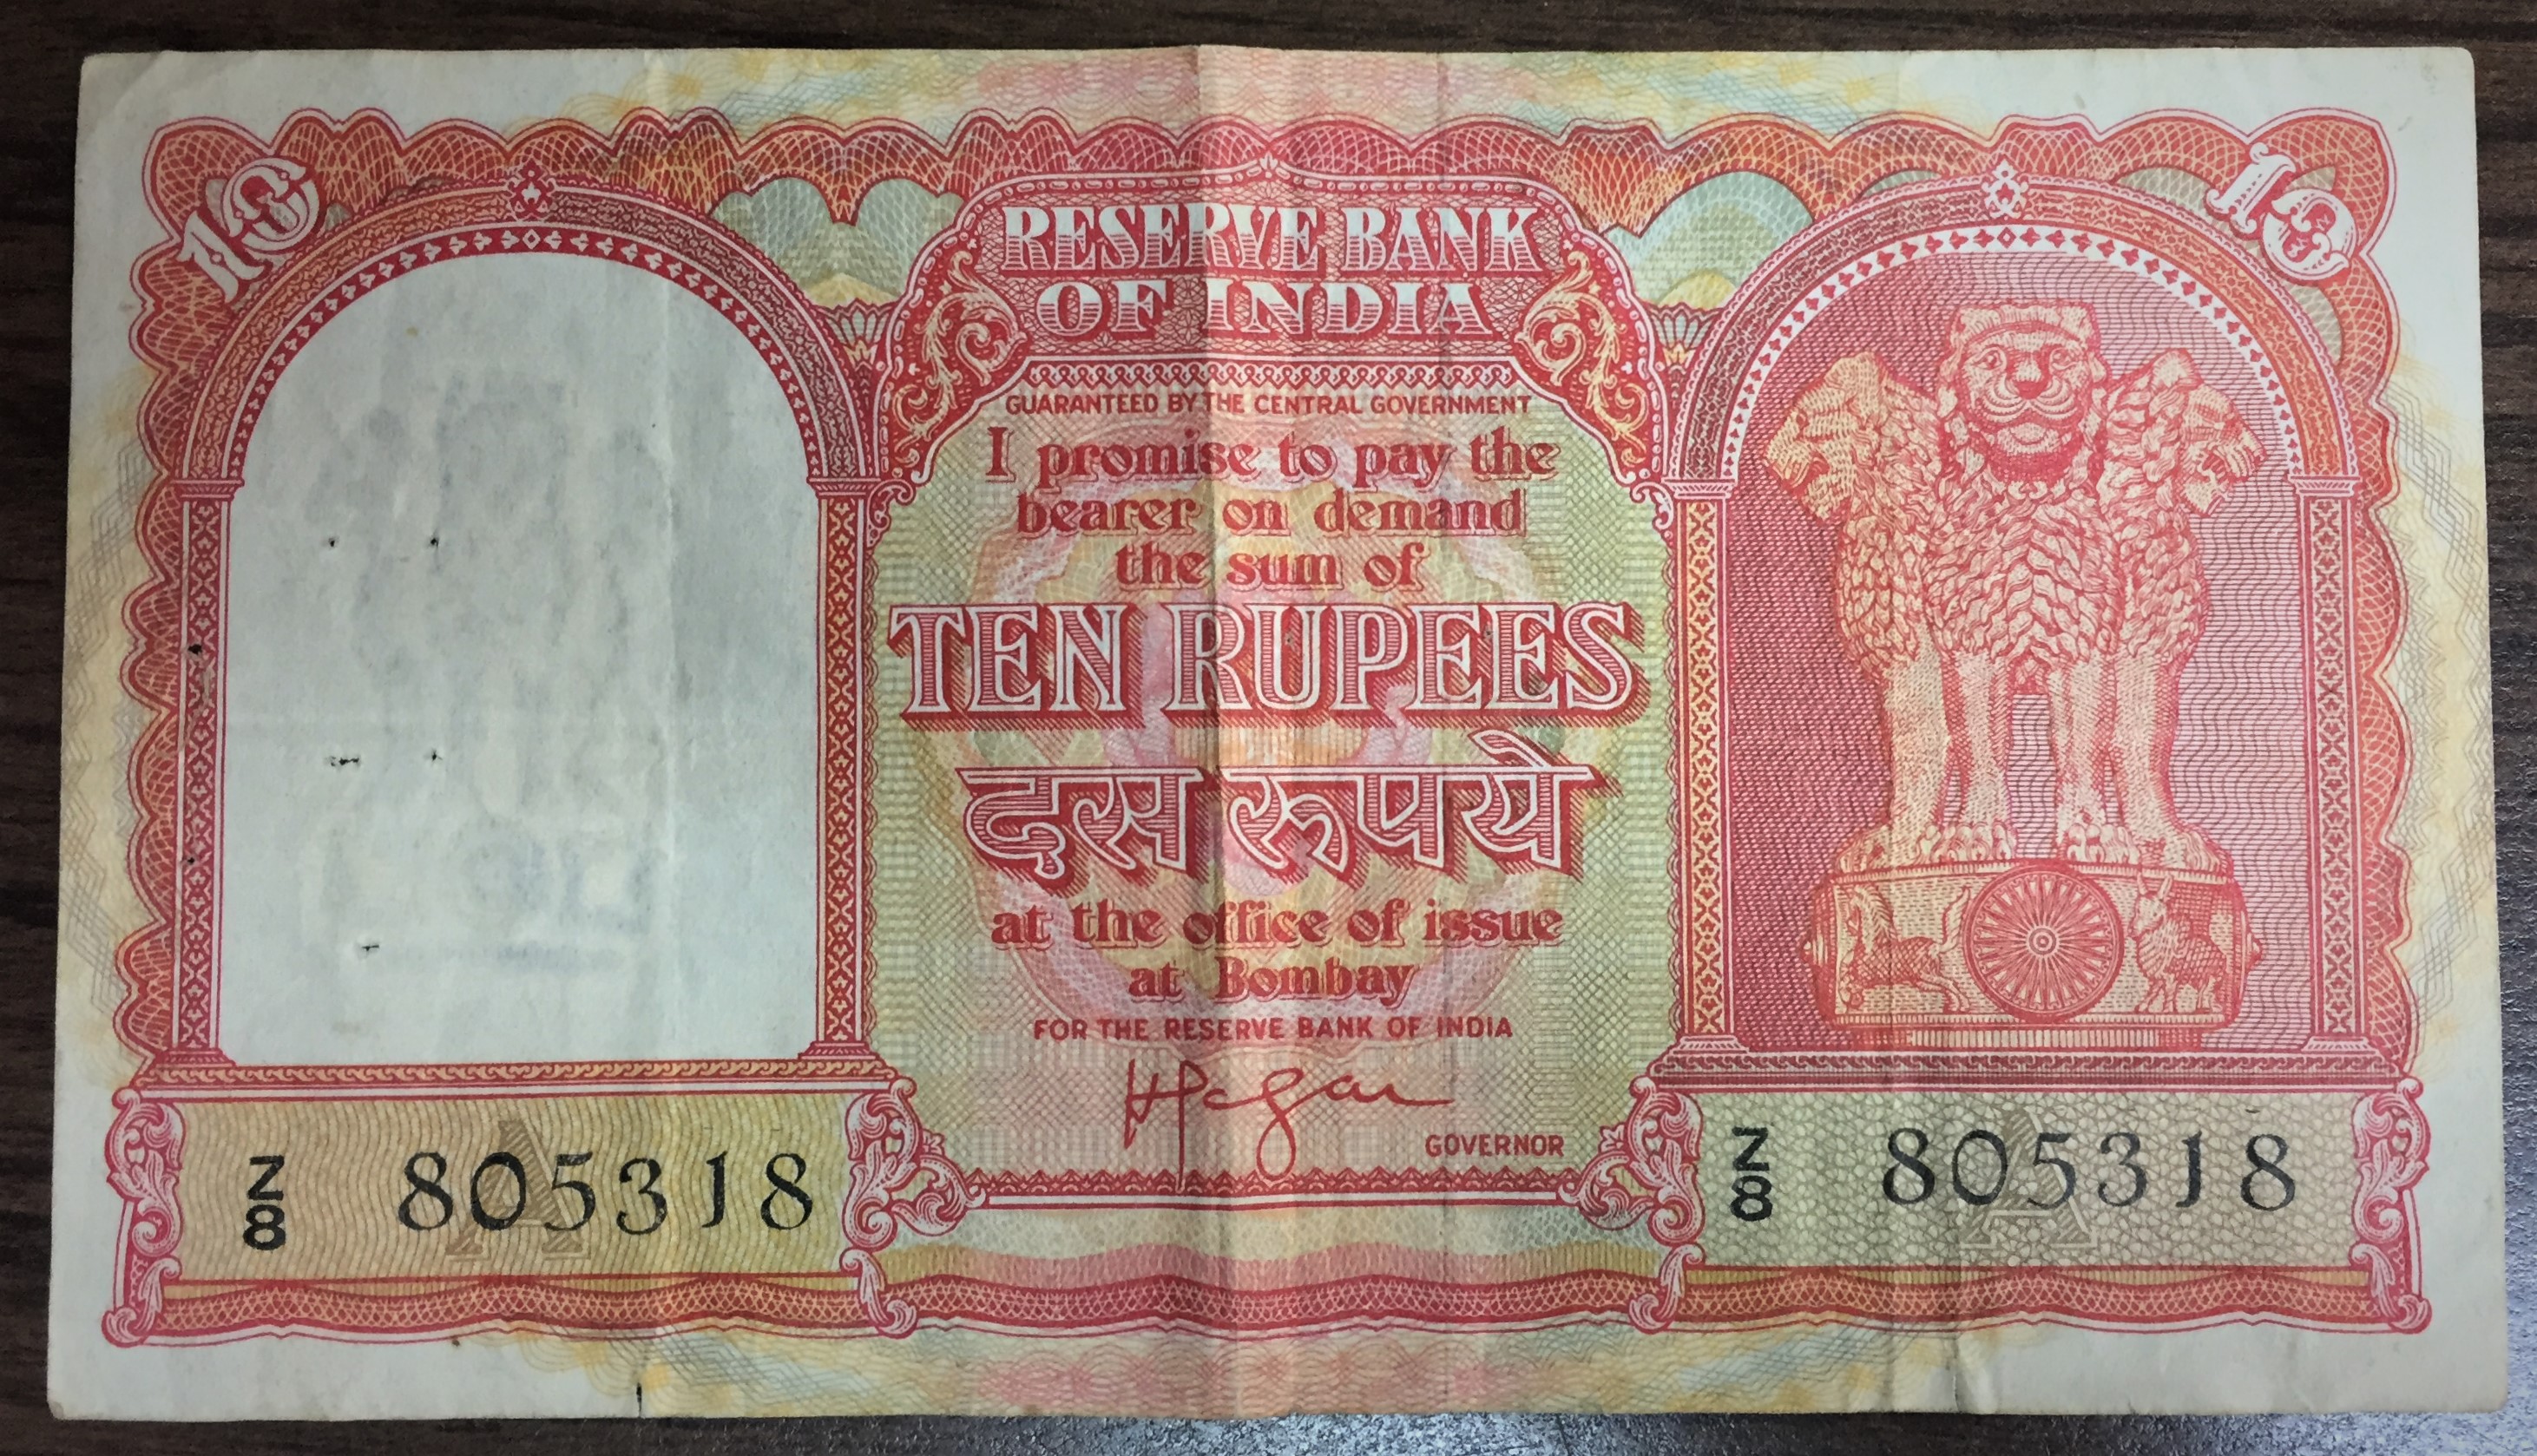 10
10
RESERVE BANK
OF INDIA
GUARANTEED BY THE CENTRAL GOVERNMENT
I promise to pay the
bearer on demand
the sum of
TEN RUPEES
दस रूपये
at the office of issue
at Bombay
FOR THE RESERVE BANK OF INDIA
GOVERNOR
Z
8
A
805318
Z
8
A
805318